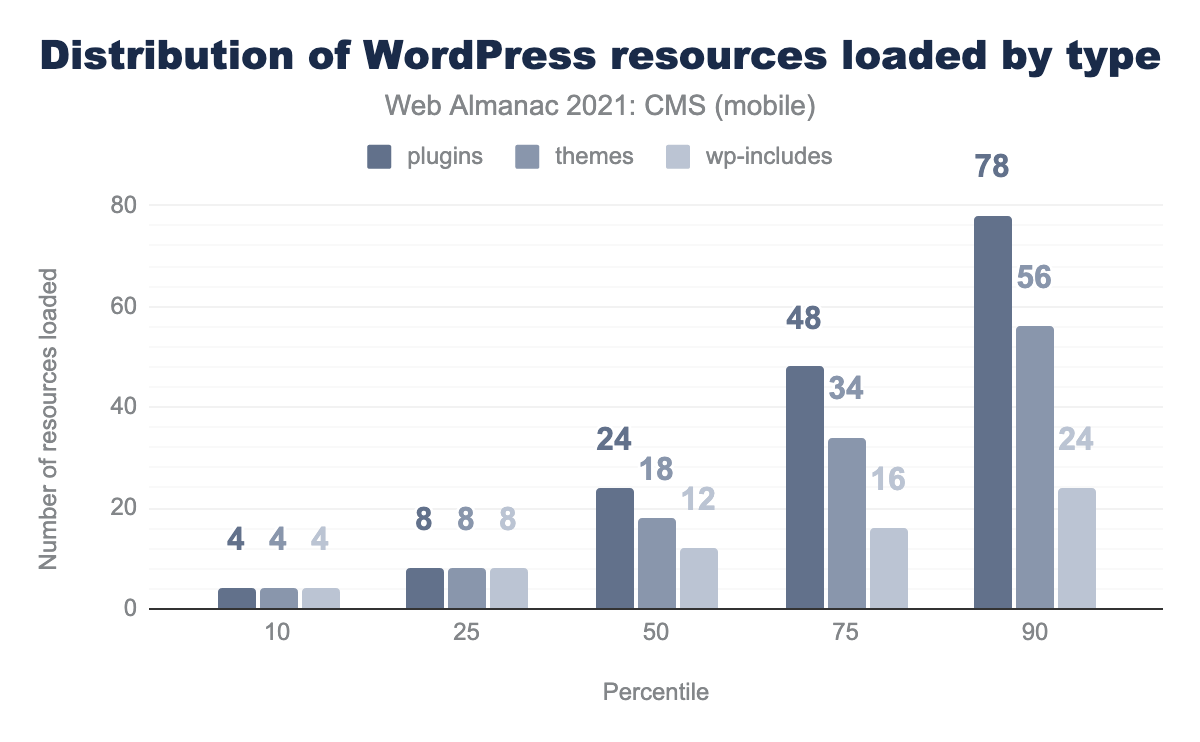 Distribution of WordPress resources loaded by type
Web Almanac 2021: CMS (mobile)
plugins themes wp-includes
Number of resources loaded
80
60
40
20
0
4 4 4
8 8 8
24 18 12
48 34 16
78 56 24
10 25 50 75 90
Percentile